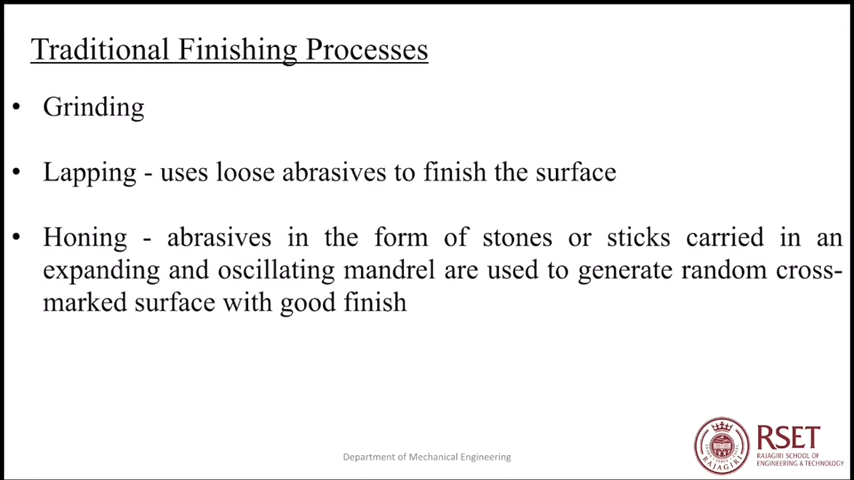 Traditional Finishing Processes
• Grinding
• Lapping - uses loose abrasives to finish the surface
• Honing - abrasives in the form of stones or sticks carried in an
expanding and oscillating mandrel are used to generate random cross-
marked surface with good finish
Department of Mechanical Engineering
RAJAGIRI
RSET
RAJAGIRI SCHOOL OF
ENGINEERING & TECHNOLOGY